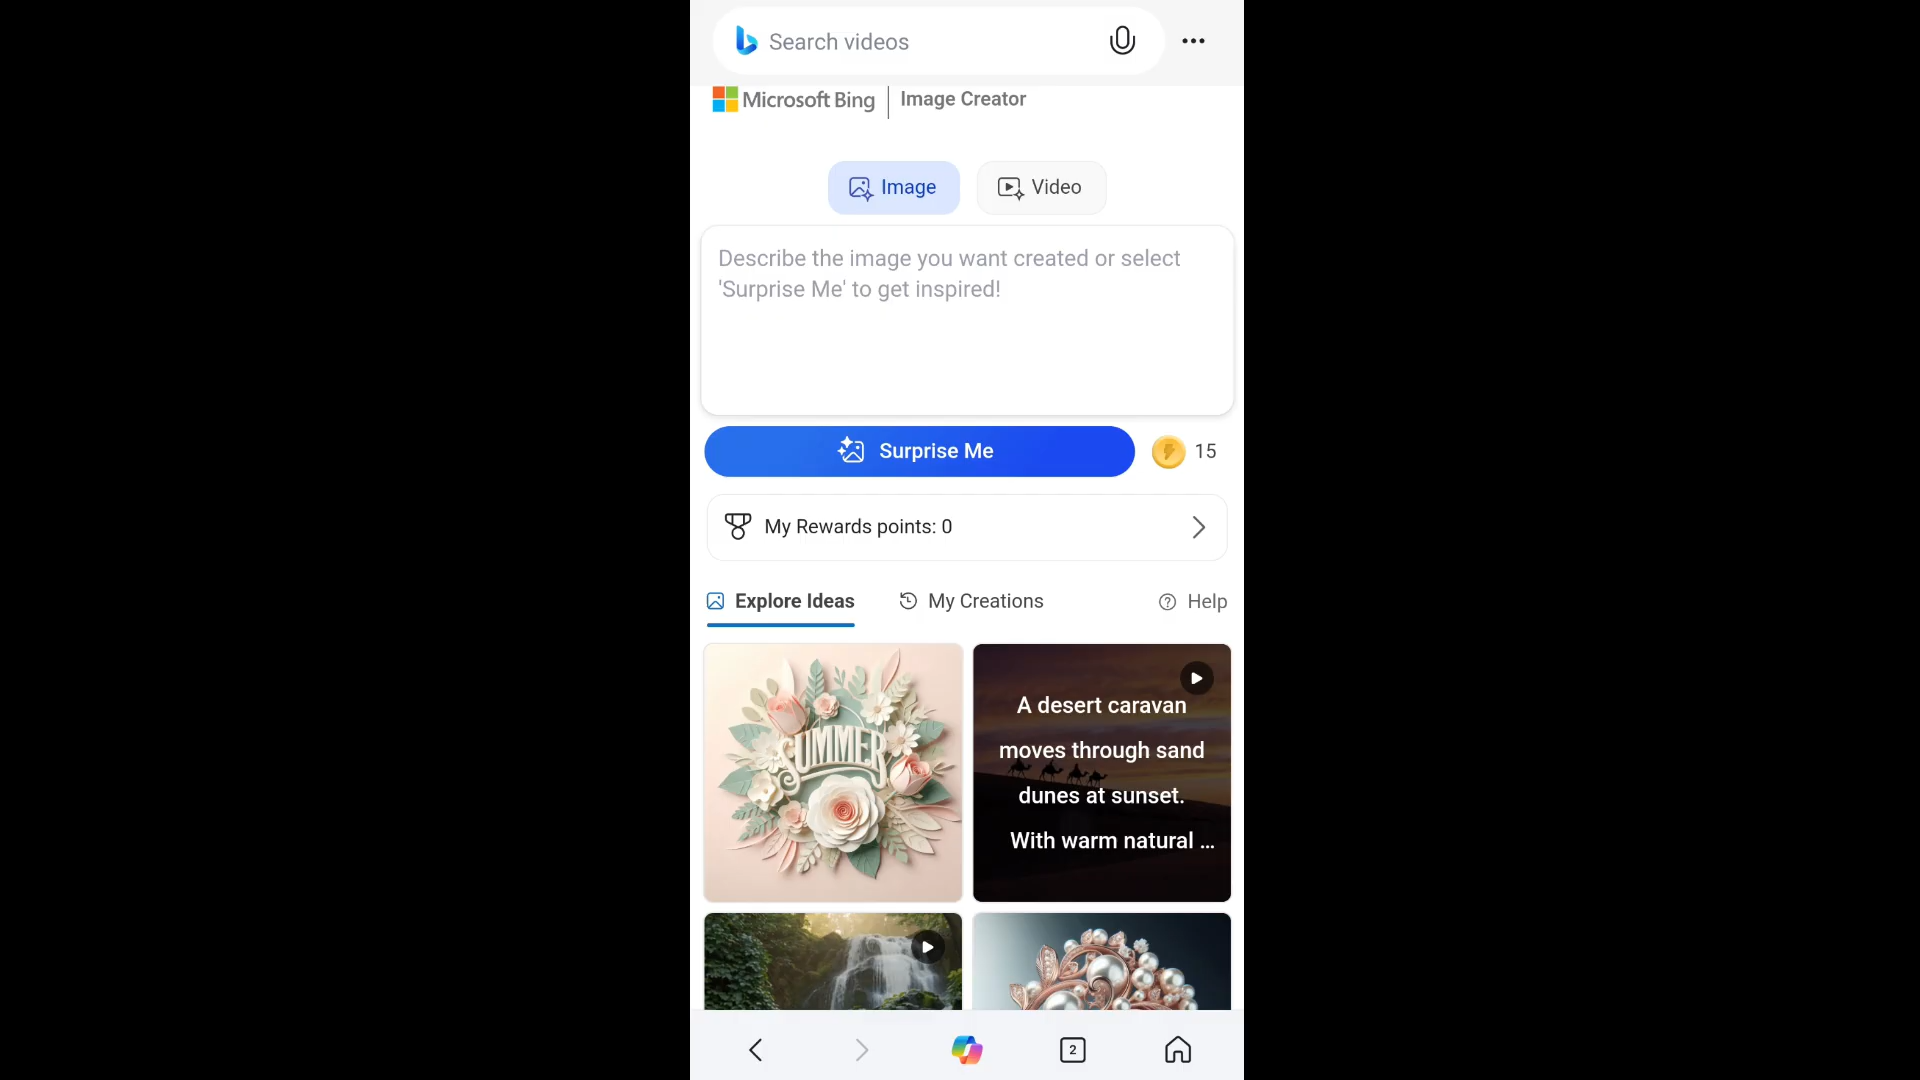 Search videos
Microsoft Bing | Image Creator
Image
Video
Describe the image you want created or select
'Surprise Me' to get inspired!
Surprise Me
15
My Rewards points: 0
Explore Ideas
My Creations
Help
SUMMER
A desert caravan
moves through sand
dunes at sunset.
With warm natural ...
2